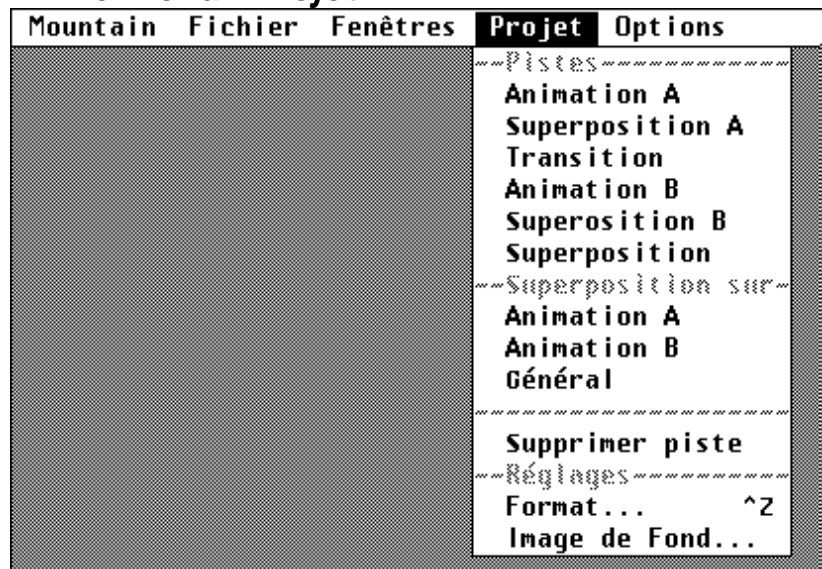 Mountain Fichier Fenêtres Projet Options
~~Pistes~~~~~~~~~~~~
Animation A
Superposition A
Transition
Animation B
Superosition B
Superposition
~~Superposition sur~
Animation A
Animation B
Général
Supprimer piste
~~Réglages~~~~~~~~~~
Format... ^Z
Image de Fond...